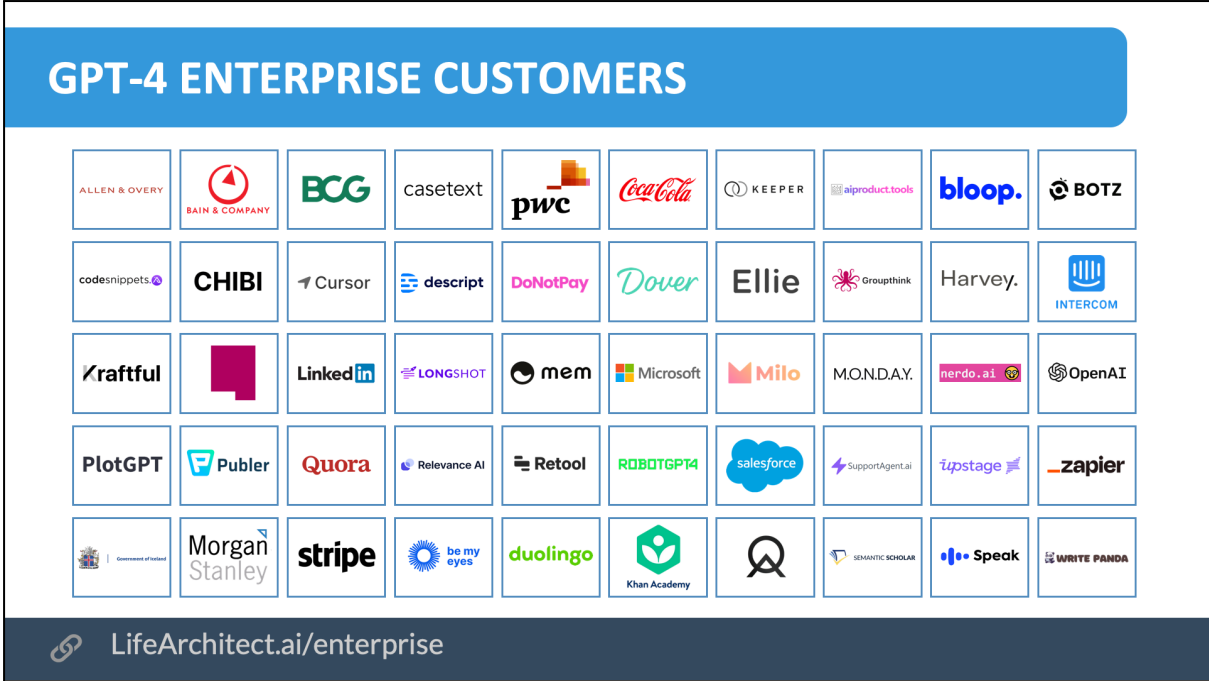 GPT-4 ENTERPRISE CUSTOMERS
ALLEN & OVERY
BAIN & COMPANY
BCG
casetext
pwc
Coca-Cola
KEEPER
aiproduct.tools
bloop.
BOTZ
codesnippets.
CHIBI
Cursor
descript
DoNotPay
Dover
Ellie
Groupthink
Harvey.
INTERCOM
Kraftful
Linked in
LONGSHOT
mem
Microsoft
Milo
M.O.N.D.A.Y.
nerdo.ai
OpenAI
PlotGPT
Publer
Quora
Relevance AI
Retool
ROBOTGPT4
salesforce
SupportAgent.ai
upstage
_zapier
Government of Iceland
Morgan
Stanley
stripe
be my
eyes
duolingo
Khan Academy
SEMANTIC SCHOLAR
Speak
WRITE PANDA
LifeArchitect.ai/enterprise